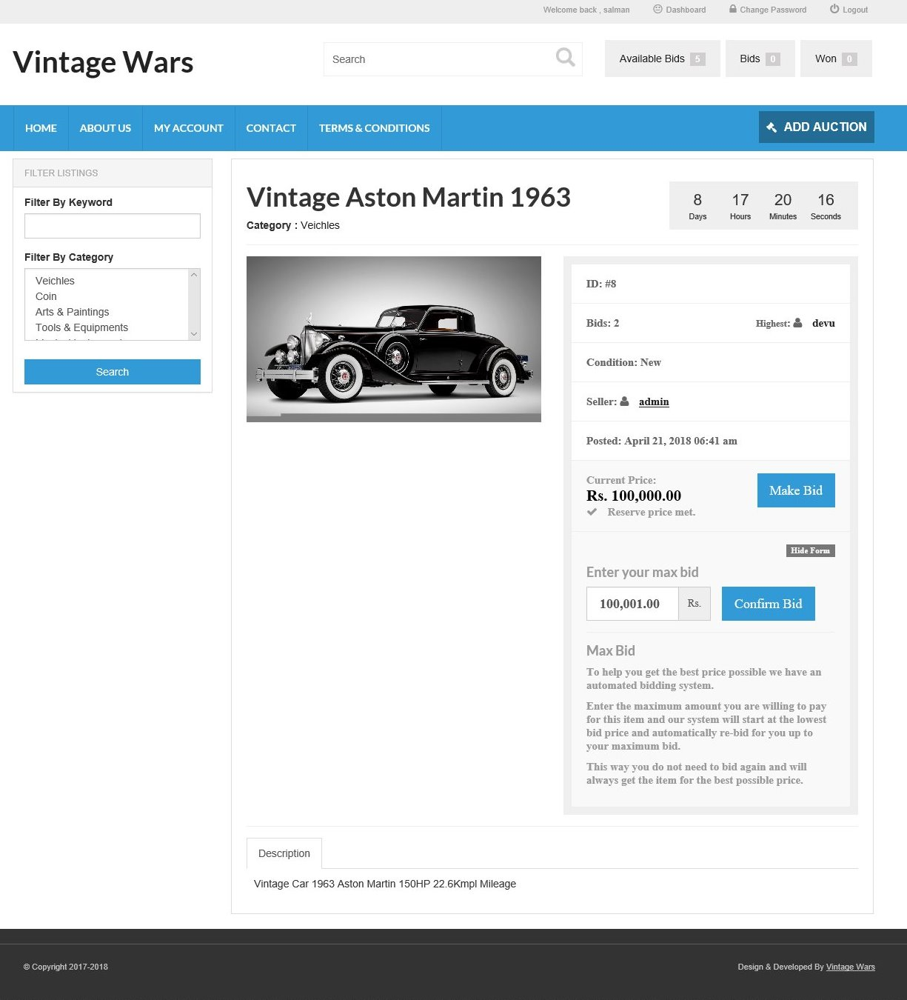 Welcome back , salman
Dashboard
Change Password
Logout
Vintage Wars
Search
Available Bids 5
Bids 0
Won 0
HOME
ABOUT US
MY ACCOUNT
CONTACT
TERMS & CONDITIONS
ADD AUCTION
FILTER LISTINGS
Filter By Keyword
Filter By Category
Veichles
Coin
Arts & Paintings
Tools & Equipments
Search
Vintage Aston Martin 1963
Category : Veichles
8 17 20 16
Days Hours Minutes Seconds
ID: #8
Bids: 2 Highest: devu
Condition: New
Seller: admin
Posted: April 21, 2018 06:41 am
Current Price:
Rs. 100,000.00
Reserve price met.
Make Bid
Hide Form
Enter your max bid
100,001.00 Rs.
Confirm Bid
Max Bid
To help you get the best price possible we have an
automated bidding system.
Enter the maximum amount you are willing to pay
for this item and our system will start at the lowest
bid price and automatically re-bid for you up to
your maximum bid.
This way you do not need to bid again and will
always get the item for the best possible price.
Description
Vintage Car 1963 Aston Martin 150HP 22.6Kmpl Mileage
© Copyright 2017-2018
Design & Developed By Vintage Wars